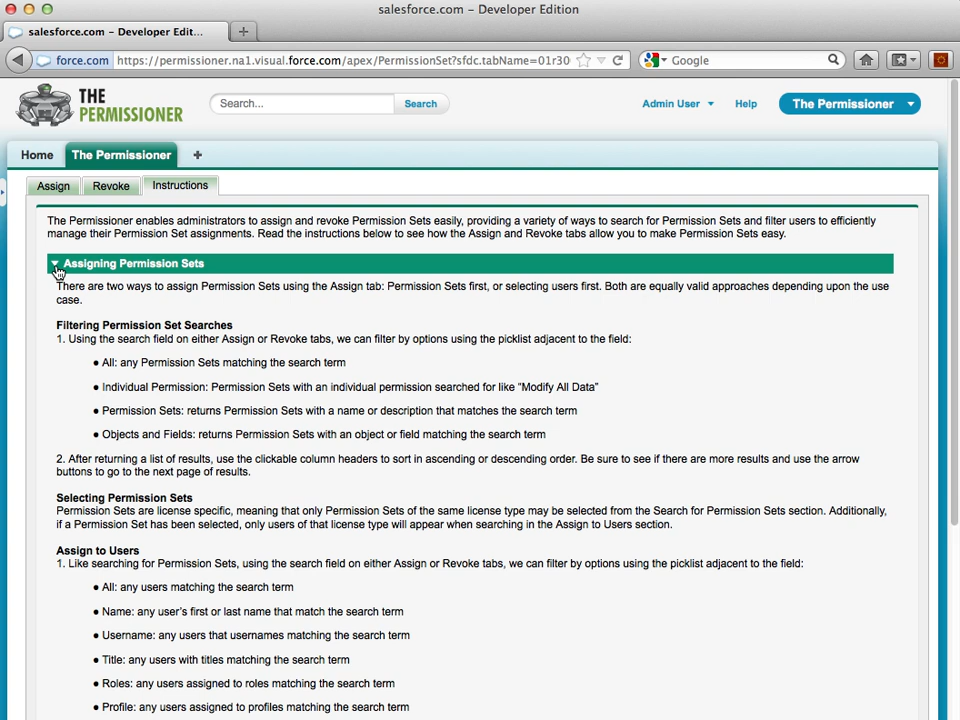 salesforce.com - Developer Edition
salesforce.com - Developer Edit...
force.com https://permissioner.na1.visual.force.com/apex/PermissionSet?sfdc.tabName=01r30 Google
THE PERMISSIONER Search... Search Admin User Help The Permissioner
Home The Permissioner +
Assign Revoke Instructions
The Permissioner enables administrators to assign and revoke Permission Sets easily, providing a variety of ways to search for Permission Sets and filter users to efficiently
manage their Permission Set assignments. Read the instructions below to see how the Assign and Revoke tabs allow you to make Permission Sets easy.
Assigning Permission Sets
There are two ways to assign Permission Sets using the Assign tab: Permission Sets first, or selecting users first. Both are equally valid approaches depending upon the use
case.
Filtering Permission Set Searches
1. Using the search field on either Assign or Revoke tabs, we can filter by options using the picklist adjacent to the field:
● All: any Permission Sets matching the search term
● Individual Permission: Permission Sets with an individual permission searched for like "Modify All Data"
● Permission Sets: returns Permission Sets with a name or description that matches the search term
● Objects and Fields: returns Permission Sets with an object or field matching the search term
2. After returning a list of results, use the clickable column headers to sort in ascending or descending order. Be sure to see if there are more results and use the arrow
buttons to go to the next page of results.
Selecting Permission Sets
Permission Sets are license specific, meaning that only Permission Sets of the same license type may be selected from the Search for Permission Sets section. Additionally,
if a Permission Set has been selected, only users of that license type will appear when searching in the Assign to Users section.
Assign to Users
1. Like searching for Permission Sets, using the search field on either Assign or Revoke tabs, we can filter by options using the picklist adjacent to the field:
● All: any users matching the search term
● Name: any user's first or last name that match the search term
● Username: any users that usernames matching the search term
● Title: any users with titles matching the search term
● Roles: any users assigned to roles matching the search term
● Profile: any users assigned to profiles matching the search term